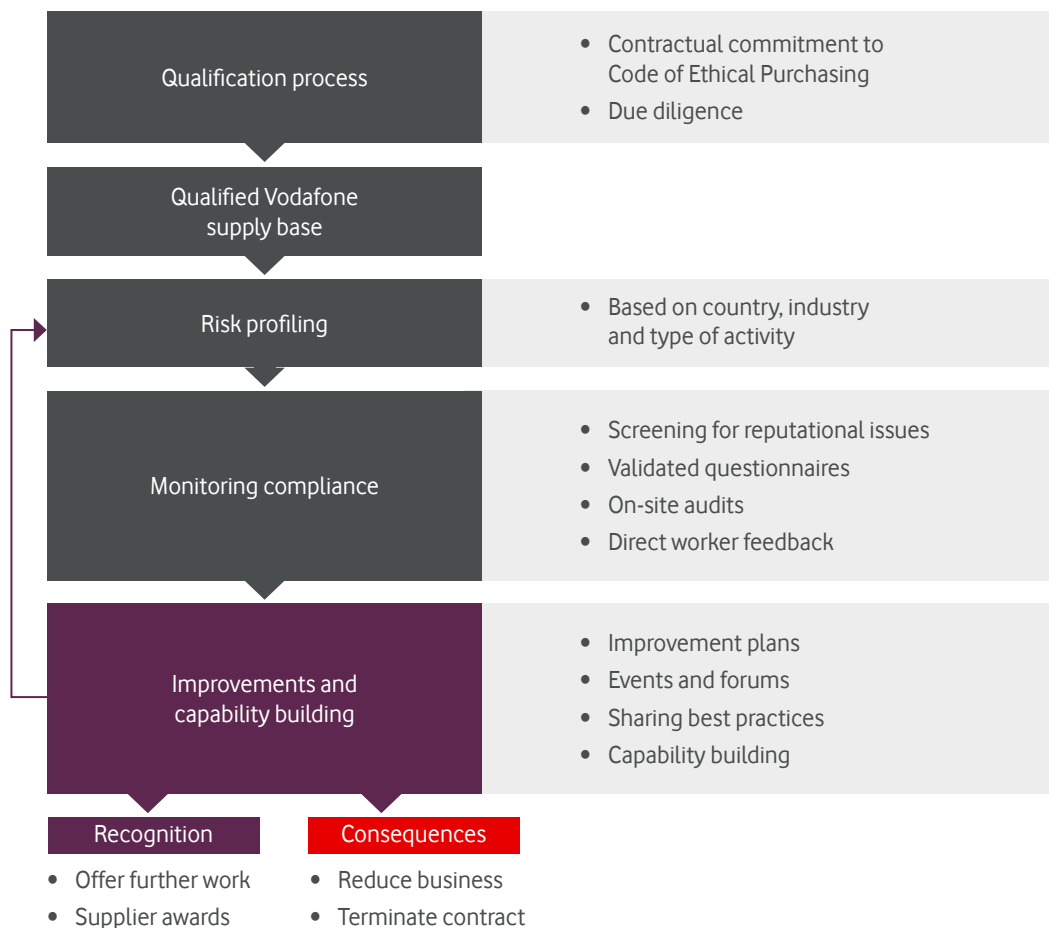 Qualification process
• Contractual commitment to
Code of Ethical Purchasing
• Due diligence
Qualified Vodafone
supply base
Risk profiling
• Based on country, industry
and type of activity
Monitoring compliance
• Screening for reputational issues
• Validated questionnaires
• On-site audits
• Direct worker feedback
Improvements and
capability building
• Improvement plans
• Events and forums
• Sharing best practices
• Capability building
Recognition
• Offer further work
• Supplier awards
Consequences
• Reduce business
• Terminate contract